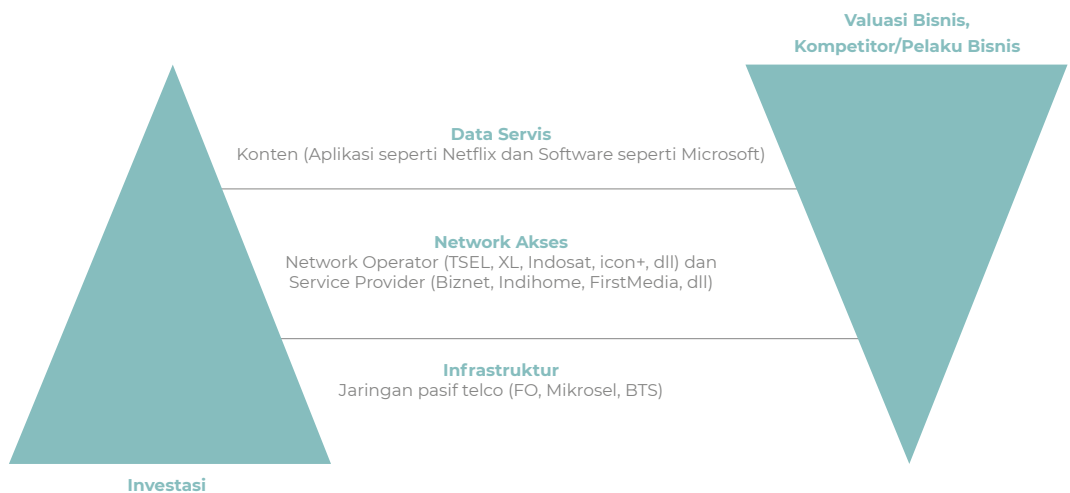 Valuasi Bisnis,
Kompetitor/Pelaku Bisnis
Data Servis
Konten (Aplikasi seperti Netflix dan Software seperti Microsoft)
Network Akses
Network Operator (TSEL, XL, Indosat, icon+, dll) dan
Service Provider (Biznet, Indihome, FirstMedia, dll)
Infrastruktur
Jaringan pasif telco (FO, Mikrosel, BTS)
Investasi